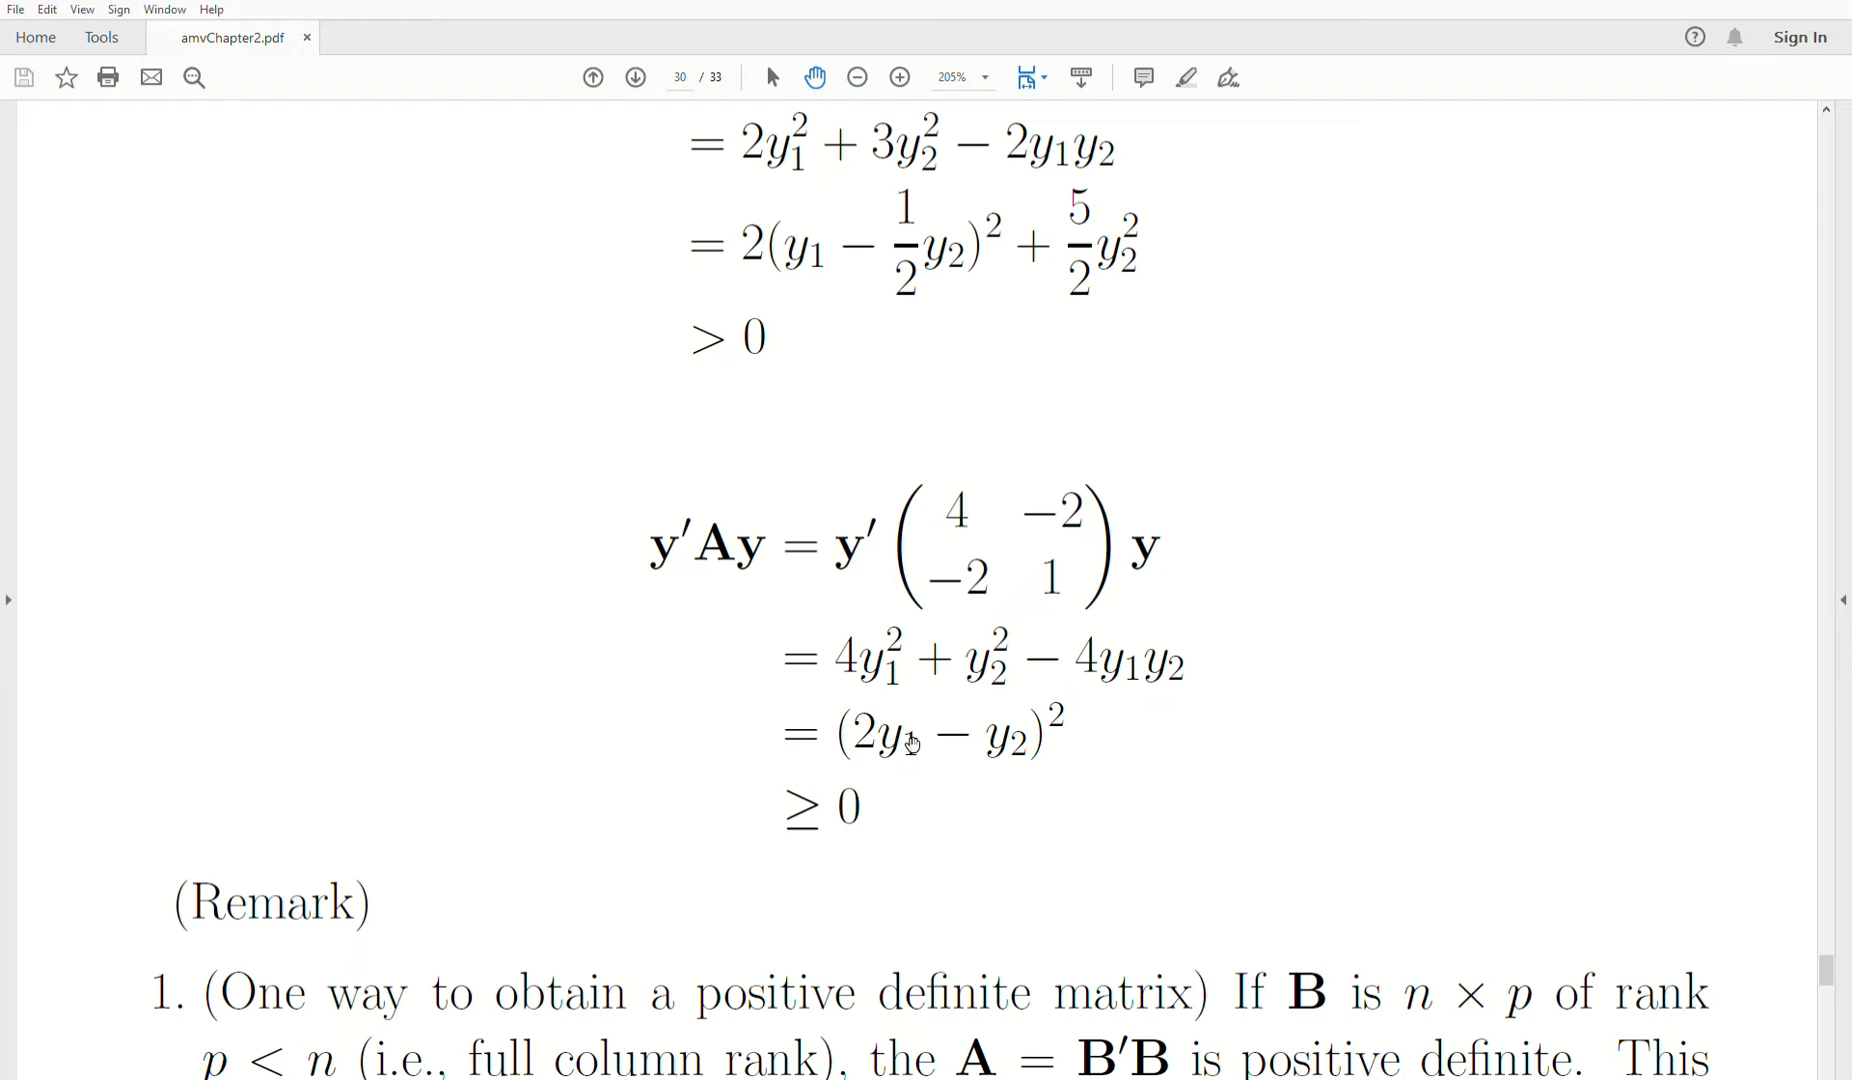 File Edit View Sign Window Help
Home Tools amvChapter2.pdf × Sign In
30 / 33 205%
= 2y₁² + 3y₂² − 2y₁y₂
= 2(y₁ − 1/2 y₂)² + 5/2 y₂²
> 0
y′Ay = y′ ( 4 −2
−2 1 ) y
= 4y₁² + y₂² − 4y₁y₂
= (2y₁ − y₂)²
≥ 0
(Remark)
1. (One way to obtain a positive definite matrix) If B is n × p of rank
p < n (i.e., full column rank), the A = B′B is positive definite. This